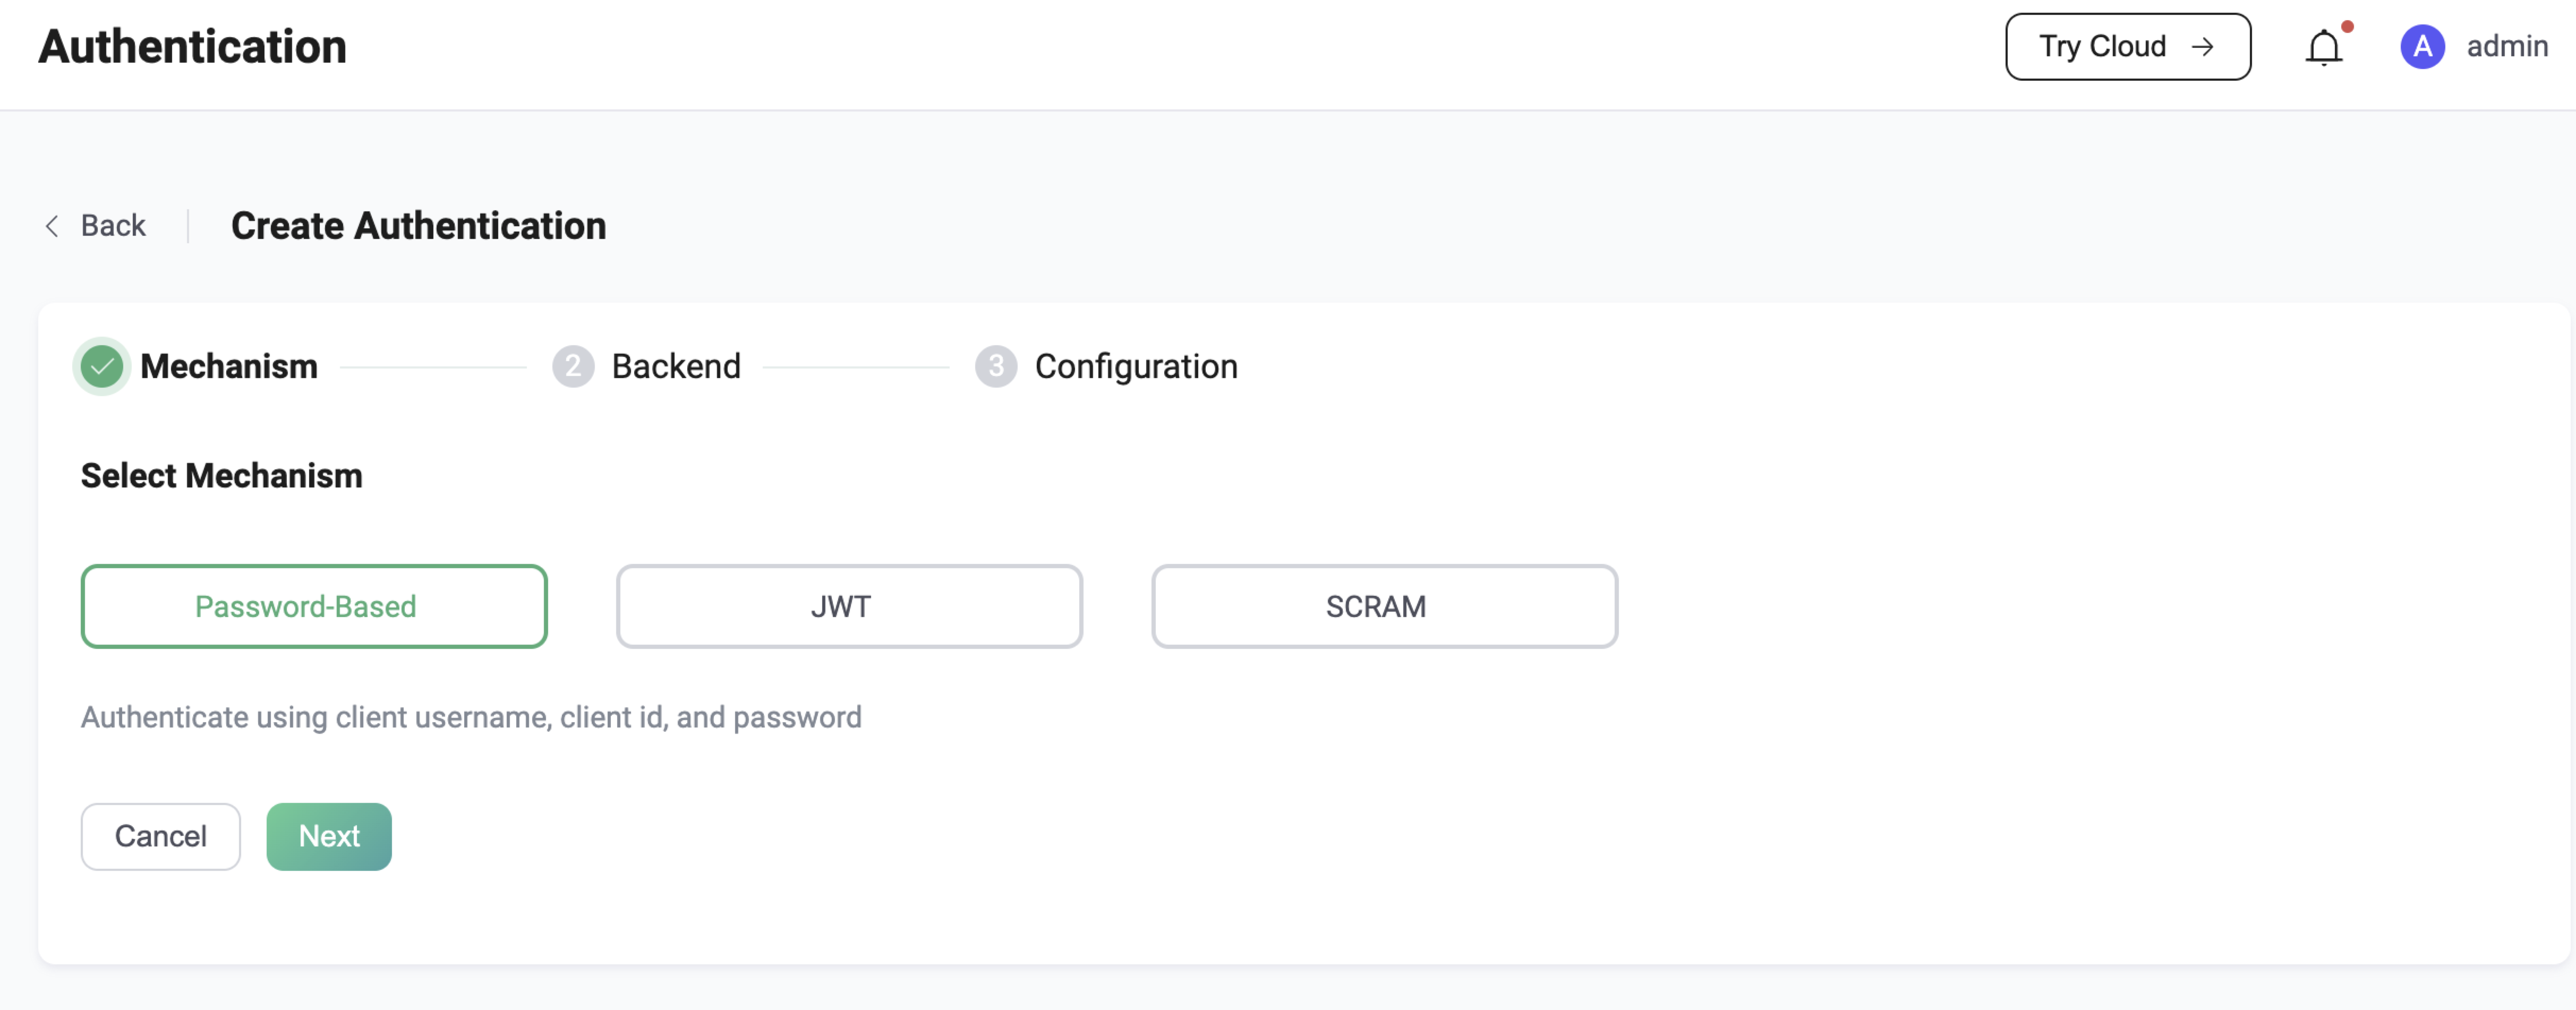 Authentication
Try Cloud →
A admin
Back
Create Authentication
Mechanism
2 Backend
3 Configuration
Select Mechanism
Password-Based
JWT
SCRAM
Authenticate using client username, client id, and password
Cancel
Next